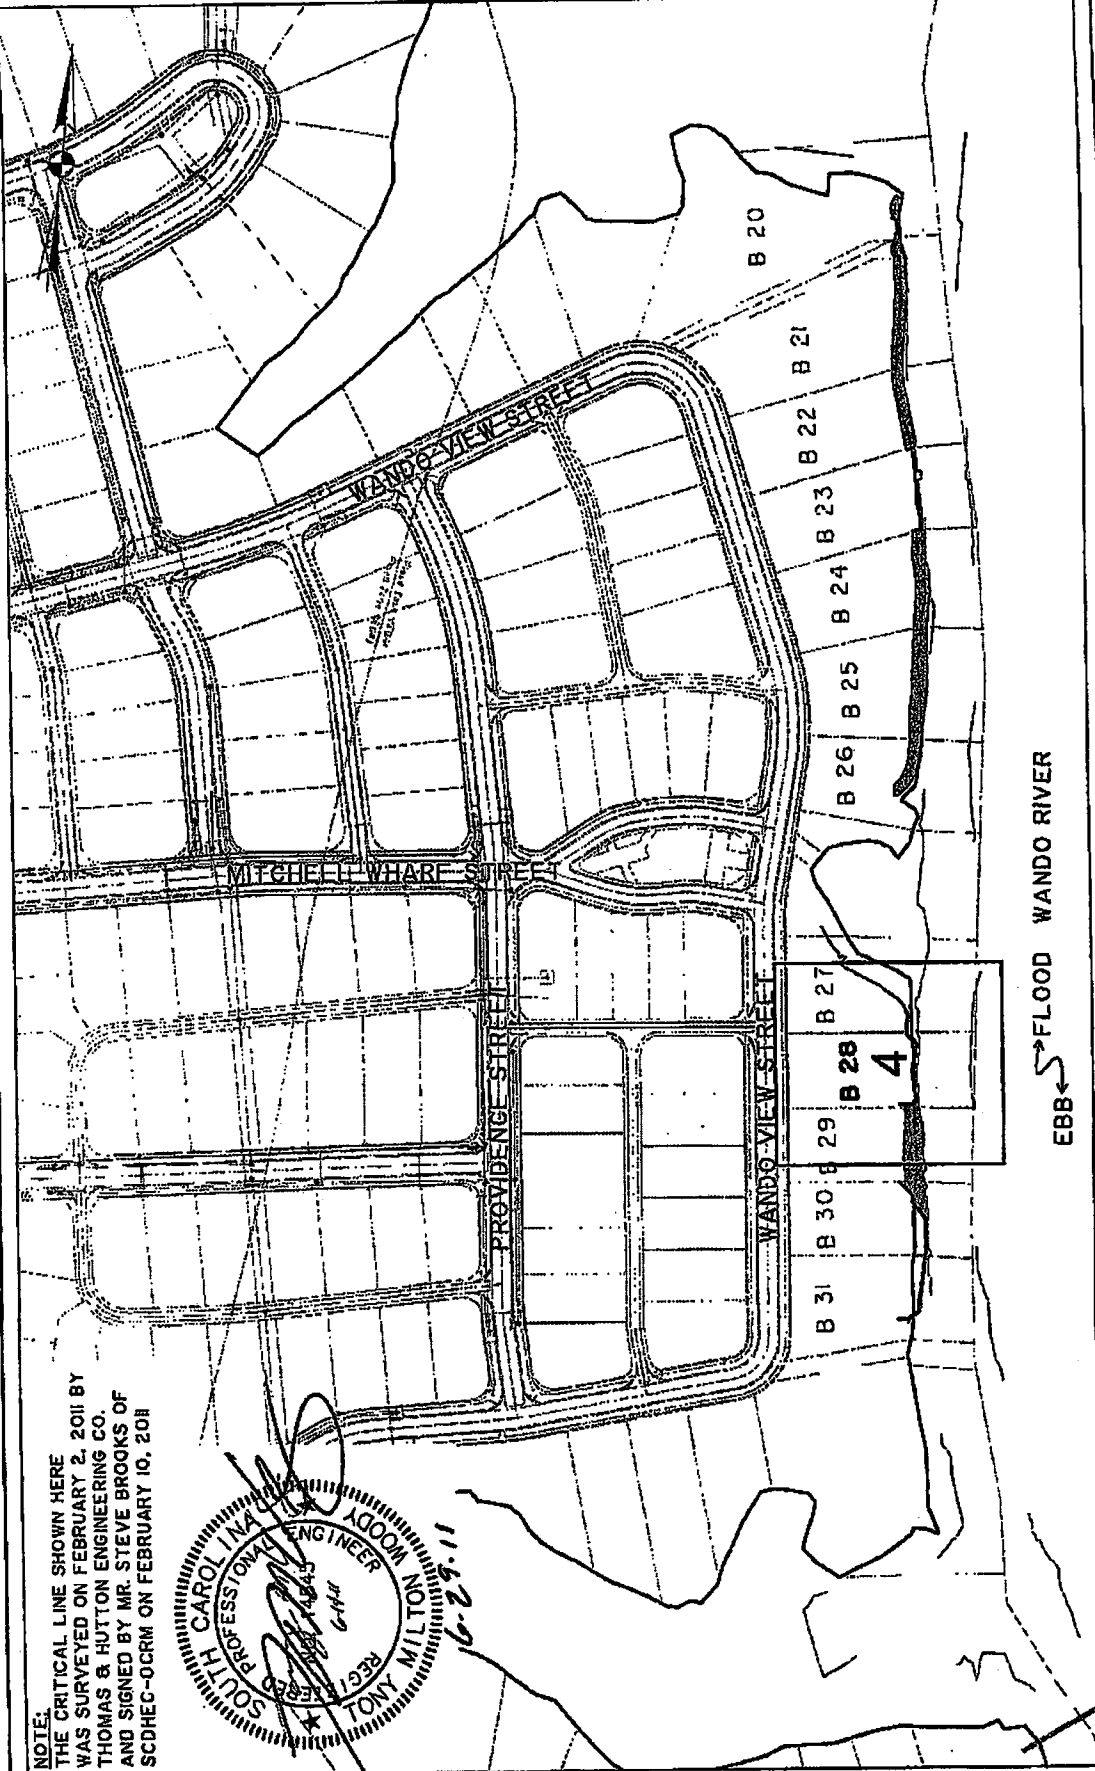 NOTE:
THE CRITICAL LINE SHOWN HERE
WAS SURVEYED ON FEBRUARY 2, 2011 BY
THOMAS & HUTTON ENGINEERING CO.
AND SIGNED BY MR. STEVE BROOKS OF
SCDHEC-OCRM ON FEBRUARY 10, 2011
SOUTH CAROLINA
PROFESSIONAL ENGINEER
REGISTERED
TONY MILTON WOODY
6-29-11
WANDO VIEW STREET
MITCHELL WHARF STREET
PROVIDENCE STREET
WANDO VIEW STREET
B 20
B 21
B 22
B 23
B 24
B 25
B 26
B 27
B 28
4
B 29
B 30
B 31
EBB FLOOD WANDO RIVER